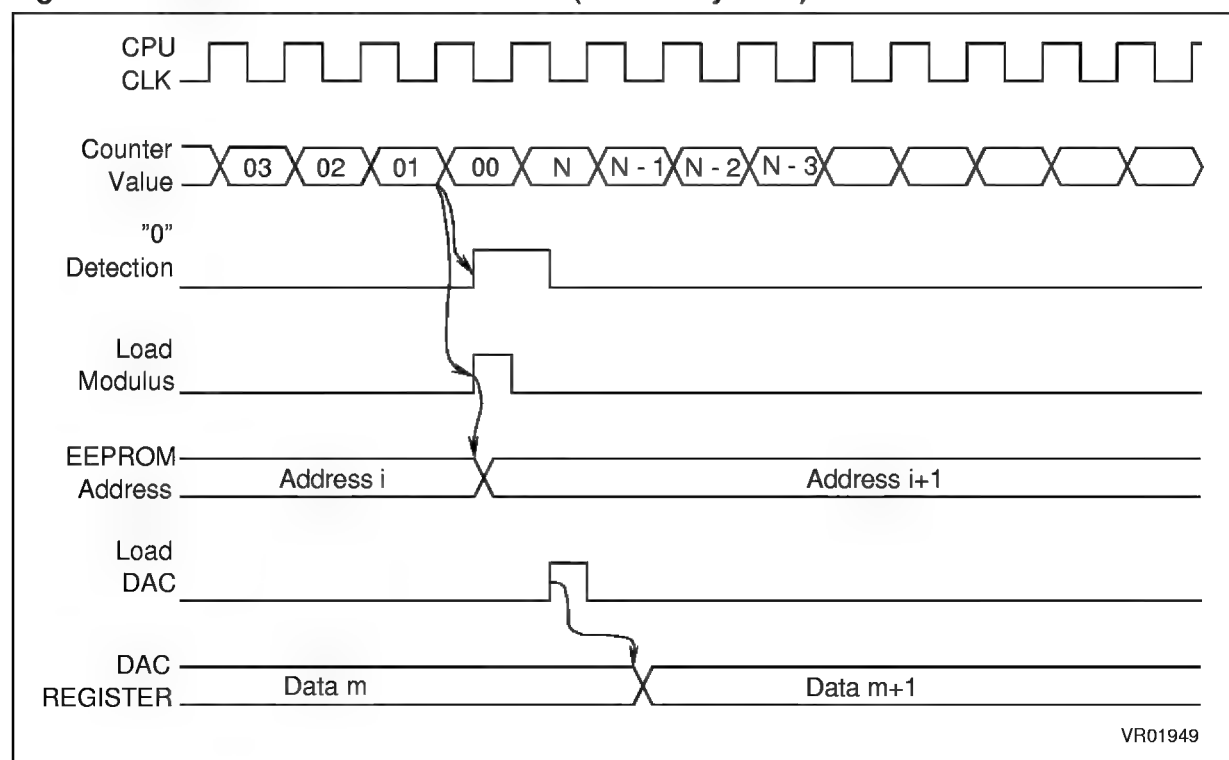 CPU
CLK
Counter
Value
03 02 01 00 N N - 1 N - 2 N - 3
"0"
Detection
Load
Modulus
EEPROM
Address
Address i
Address i+1
Load
DAC
DAC
REGISTER
Data m
Data m+1
VR01949